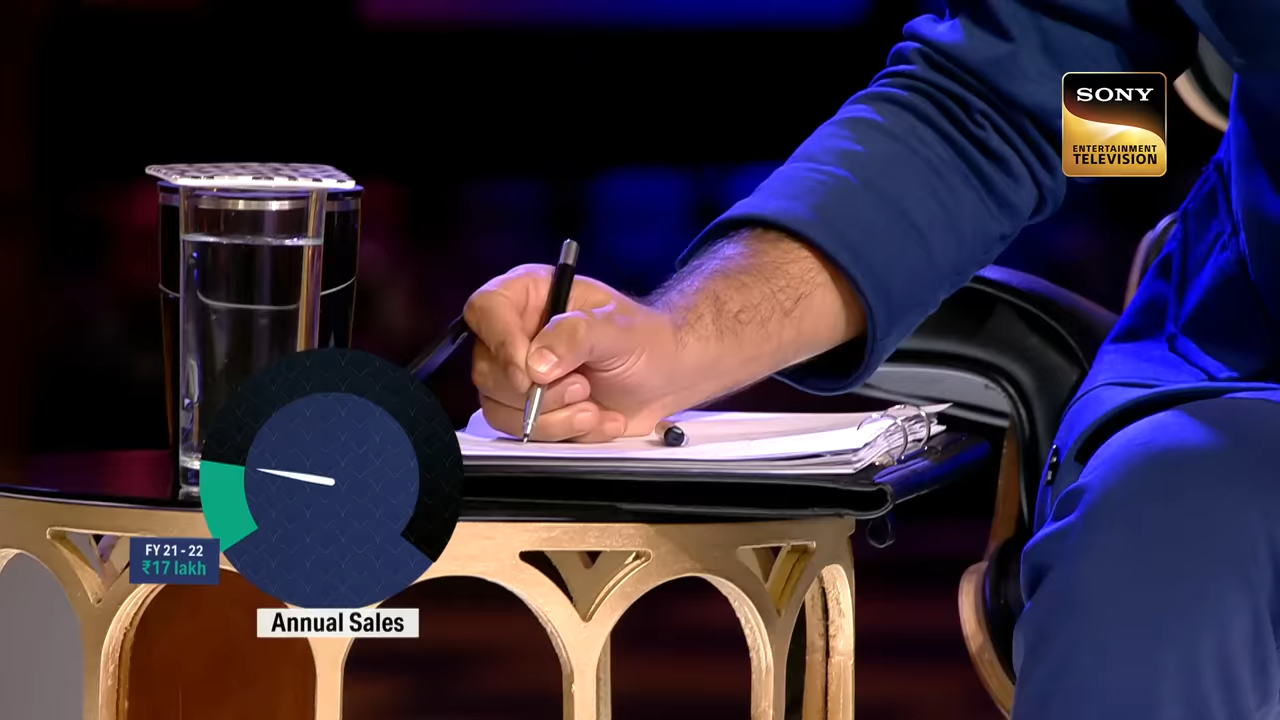 SONY
ENTERTAINMENT
TELEVISION
FY 21 - 22
₹17 lakh
Annual Sales